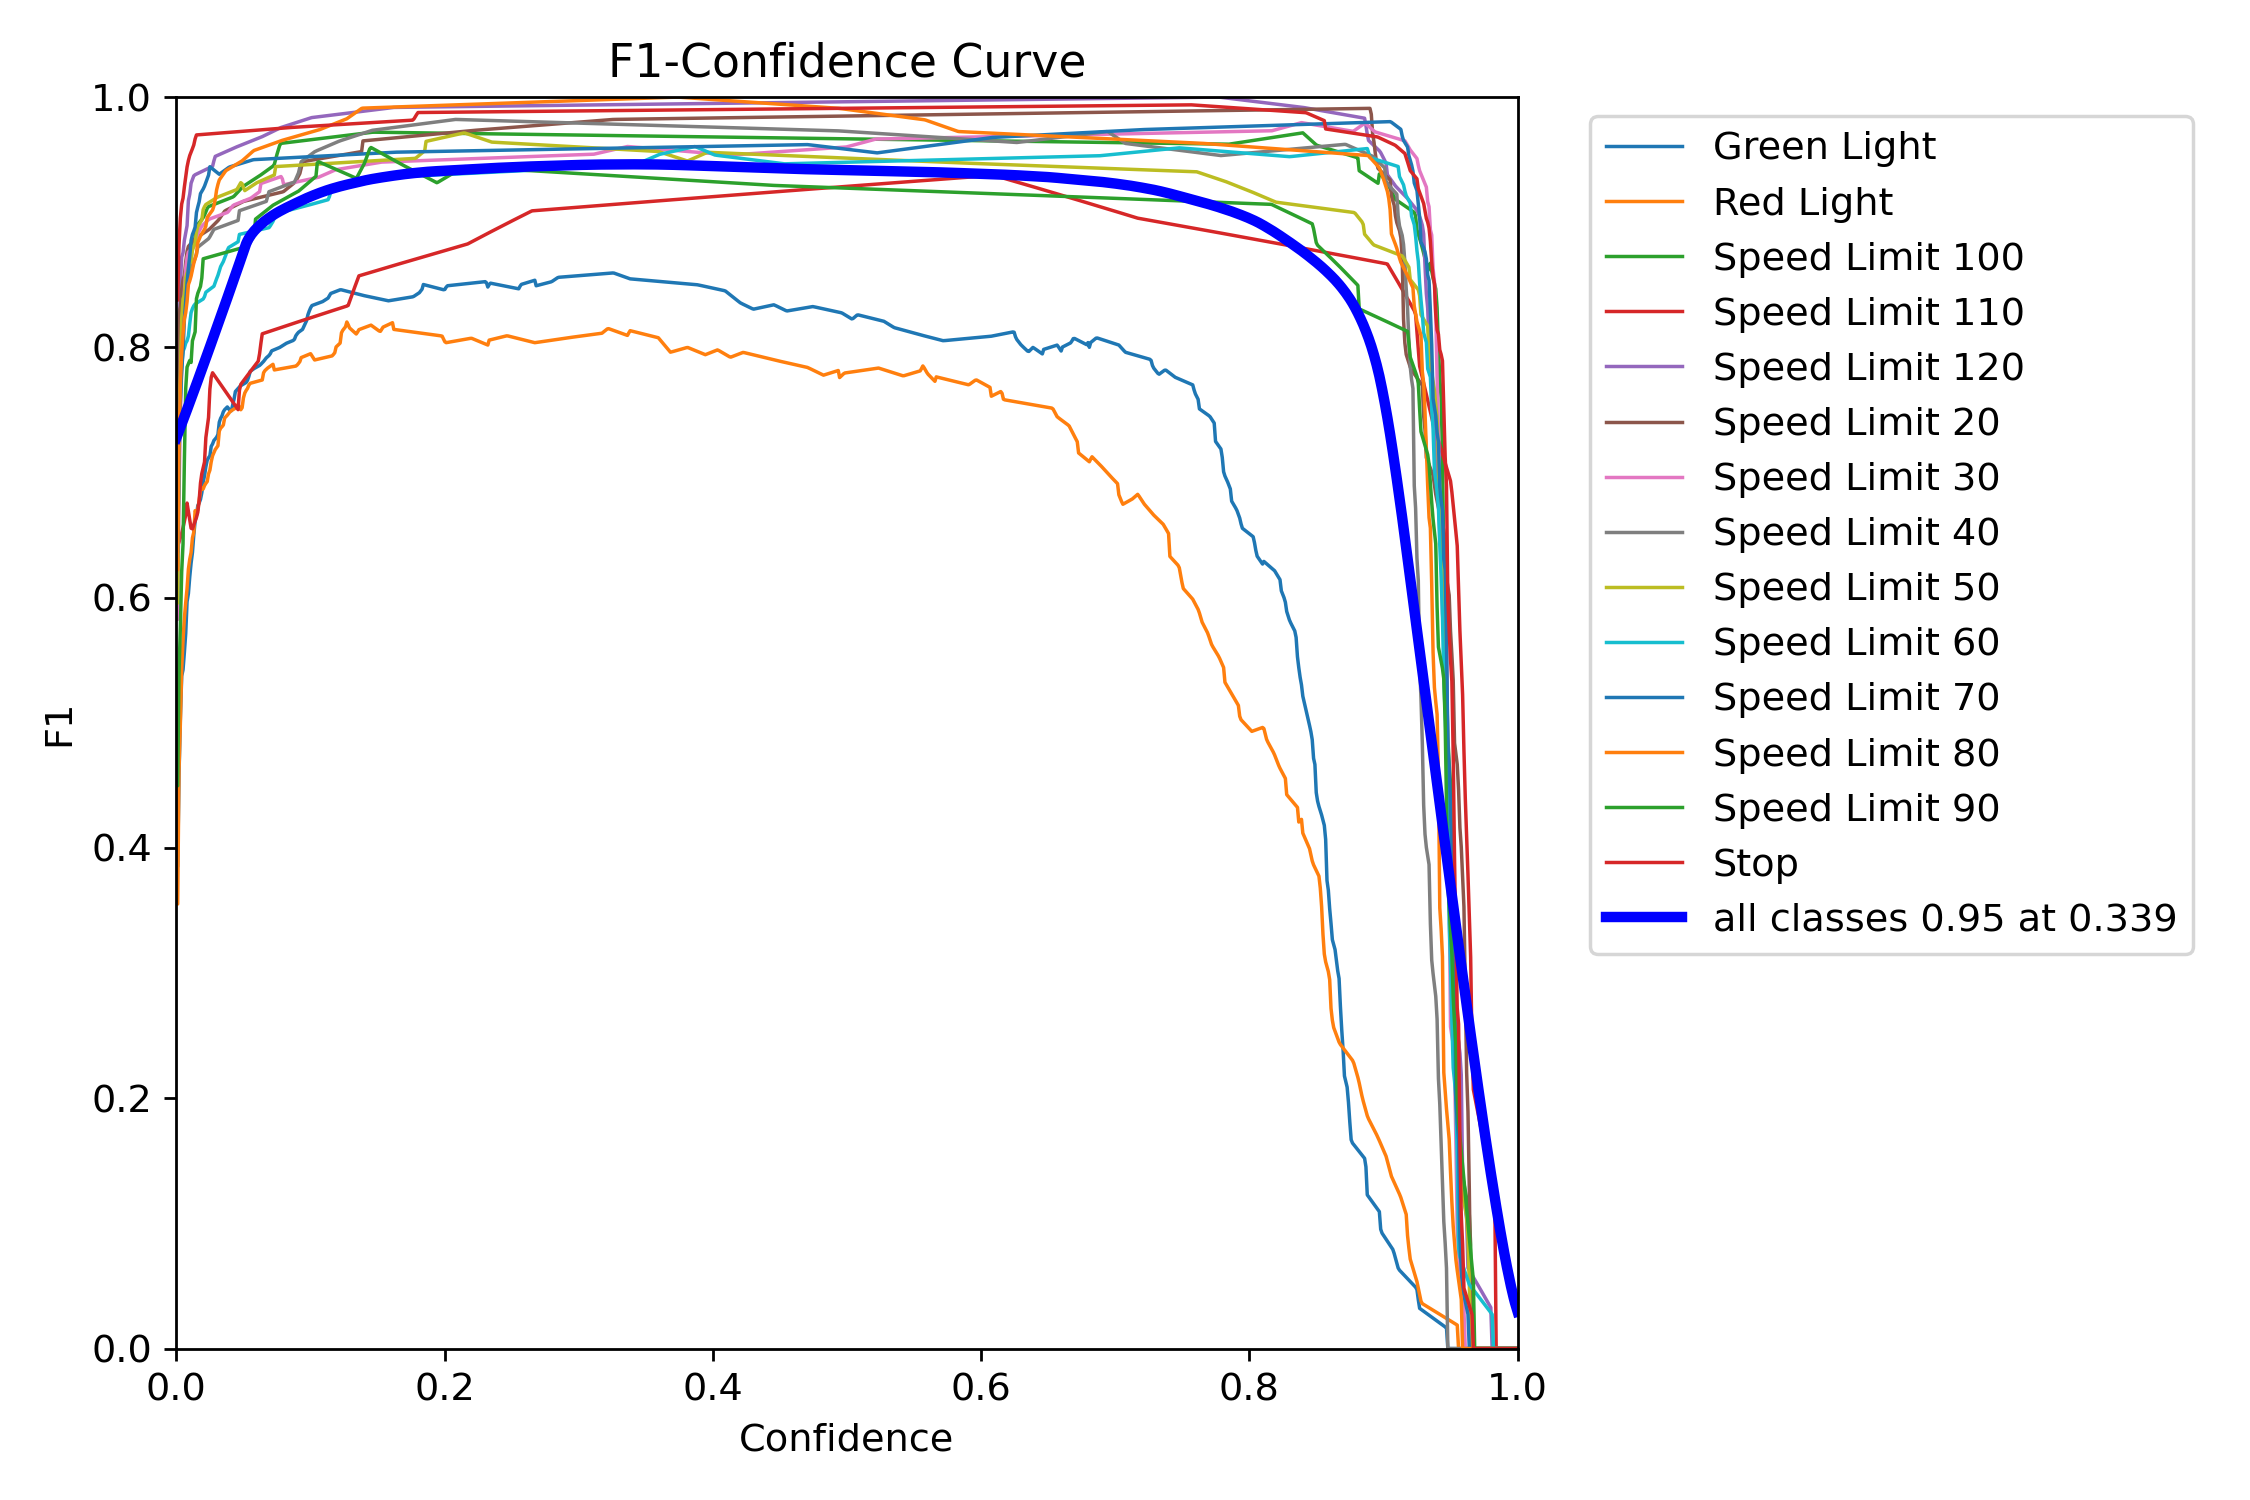 F1-Confidence Curve
1.0
0.8
0.6
0.4
0.2
0.0
F1
0.0 0.2 0.4 0.6 0.8 1.0
Confidence
Green Light
Red Light
Speed Limit 100
Speed Limit 110
Speed Limit 120
Speed Limit 20
Speed Limit 30
Speed Limit 40
Speed Limit 50
Speed Limit 60
Speed Limit 70
Speed Limit 80
Speed Limit 90
Stop
all classes 0.95 at 0.339